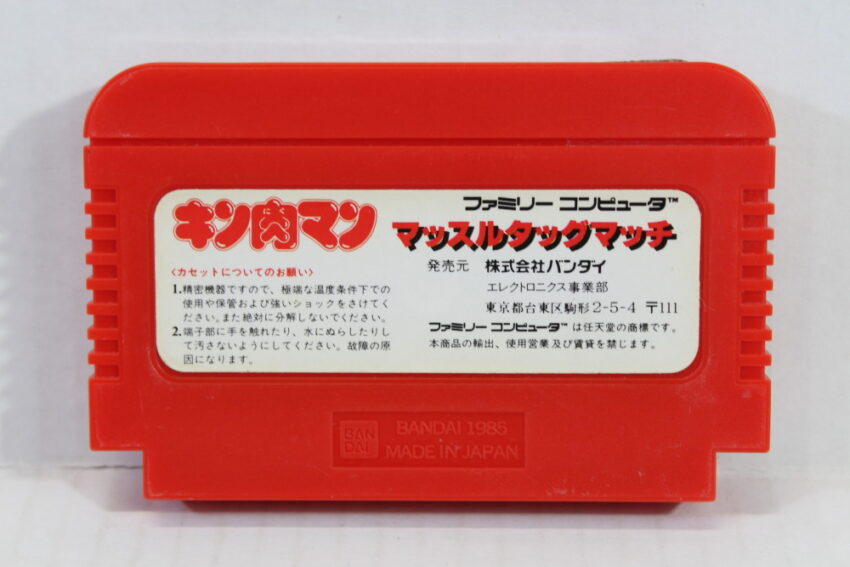 キン肉マン
ファミリー コンピュータ™
マッスルタッグマッチ
発売元 株式会社バンダイ
エレクトロニクス事業部
東京都台東区駒形2-5-4 〒111
ファミリー コンピュータ™は任天堂の商標です。
本商品の輸出、使用営業及び賃貸を禁じます。
〈カセットについてのお願い〉
1.精密機器ですので、極端な温度条件下での
使用や保管および強いショックをさけてく
ださい。また絶対に分解しないでください。
2.端子部に手を触れたり、水にぬらしたりし
て汚さないようにしてください。故障の原
因になります。
BAN
DAI
BANDAI 1985
MADE IN JAPAN